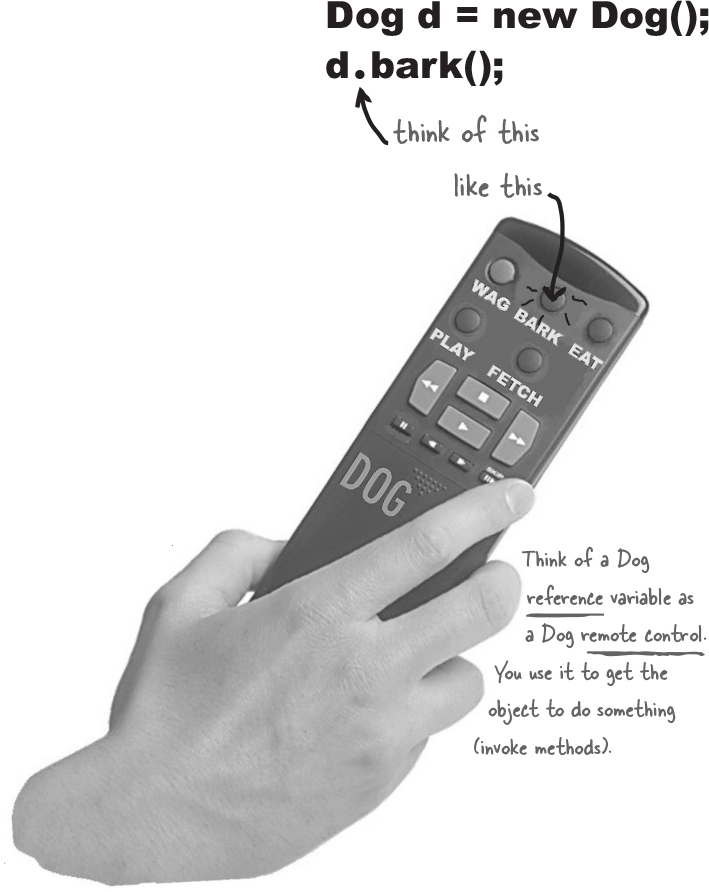 Dog d = new Dog();
d.bark();
think of this
like this
WAG
BARK
EAT
PLAY
FETCH
DOG
Think of a Dog
reference variable as
a Dog remote control.
You use it to get the
object to do something
(invoke methods).